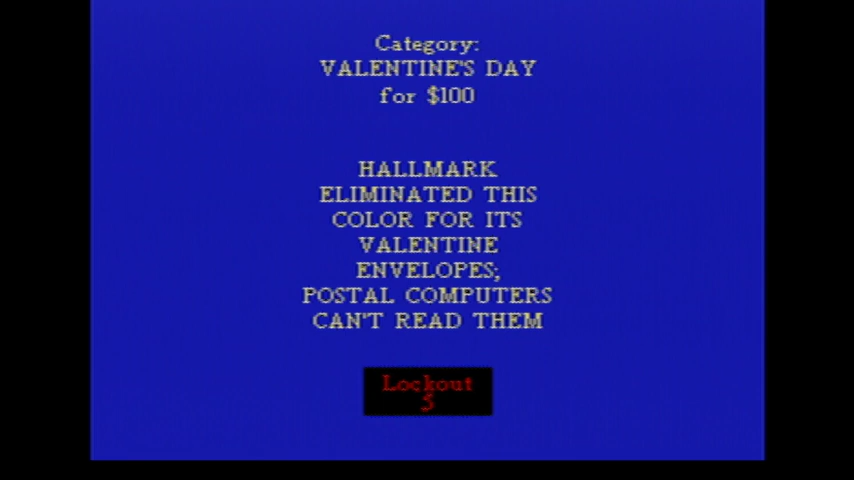 Category:
VALENTINE'S DAY
for $100
HALLMARK
ELIMINATED THIS
COLOR FOR ITS
VALENTINE
ENVELOPES;
POSTAL COMPUTERS
CAN'T READ THEM
Lockout
5